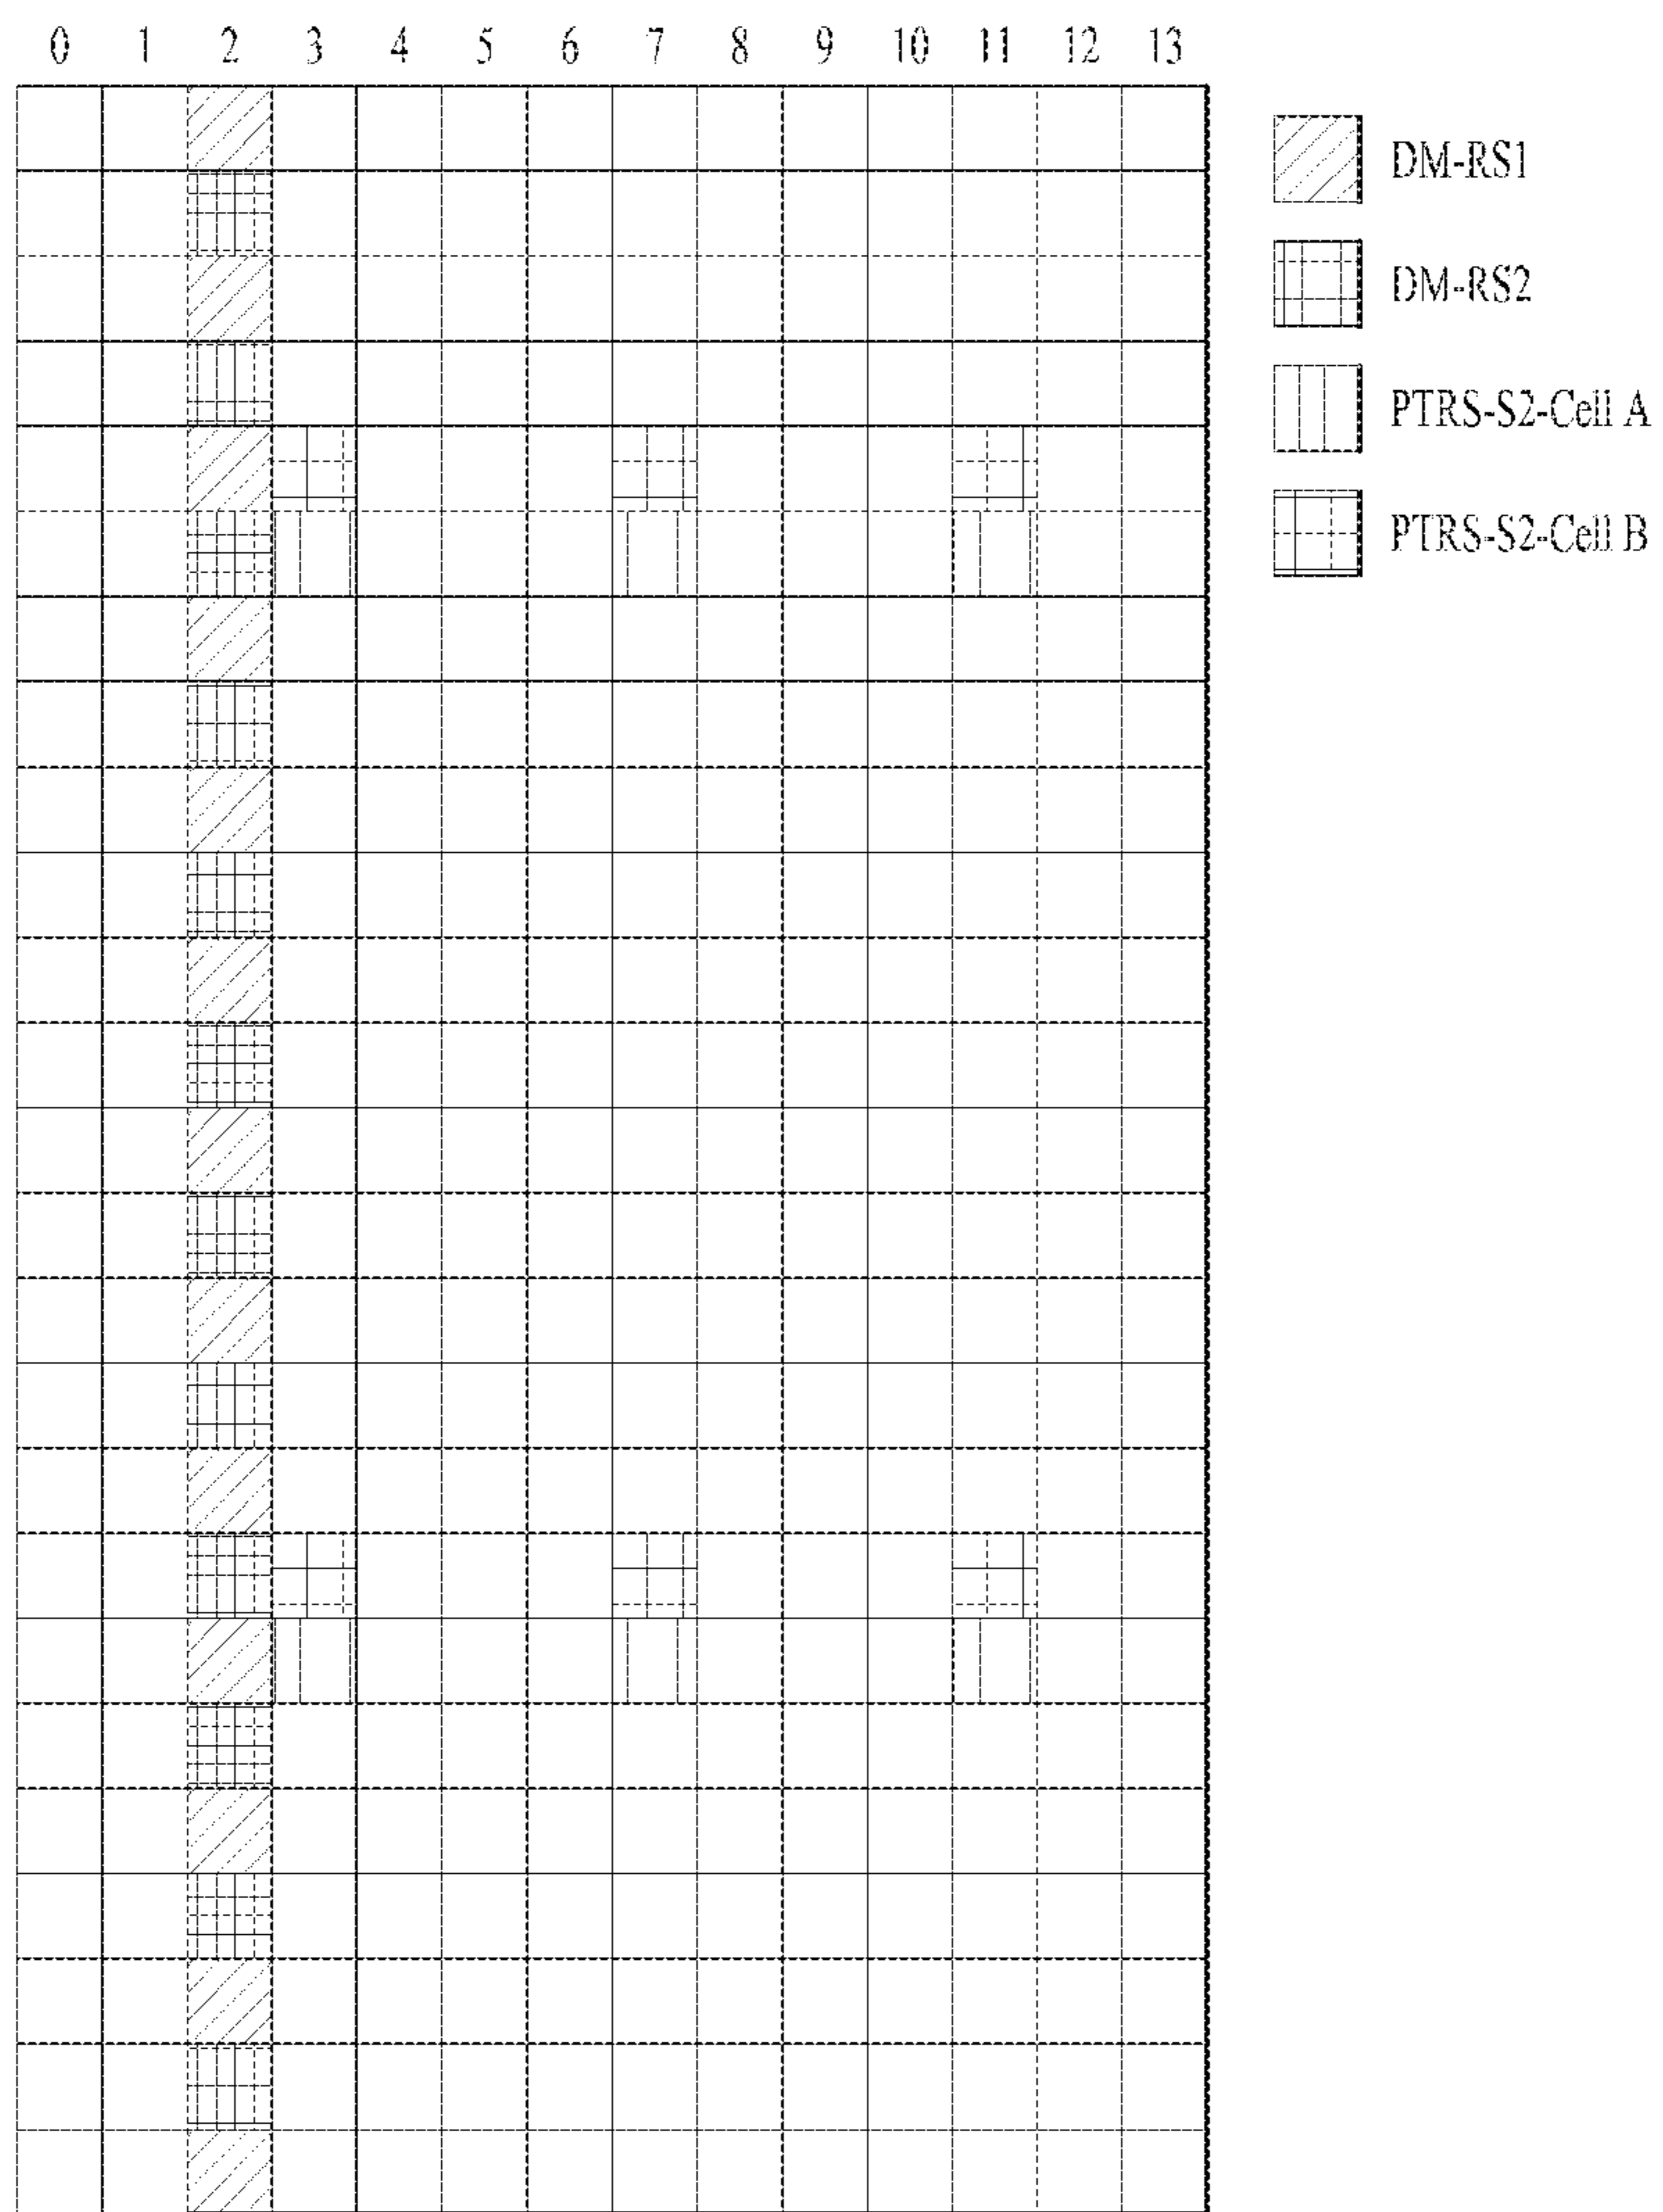 0 1 2 3 4 5 6 7 8 9 10 11 12 13
DM-RS1
DM-RS2
PTRS-S2-Cell A
PTRS-S2-Cell B